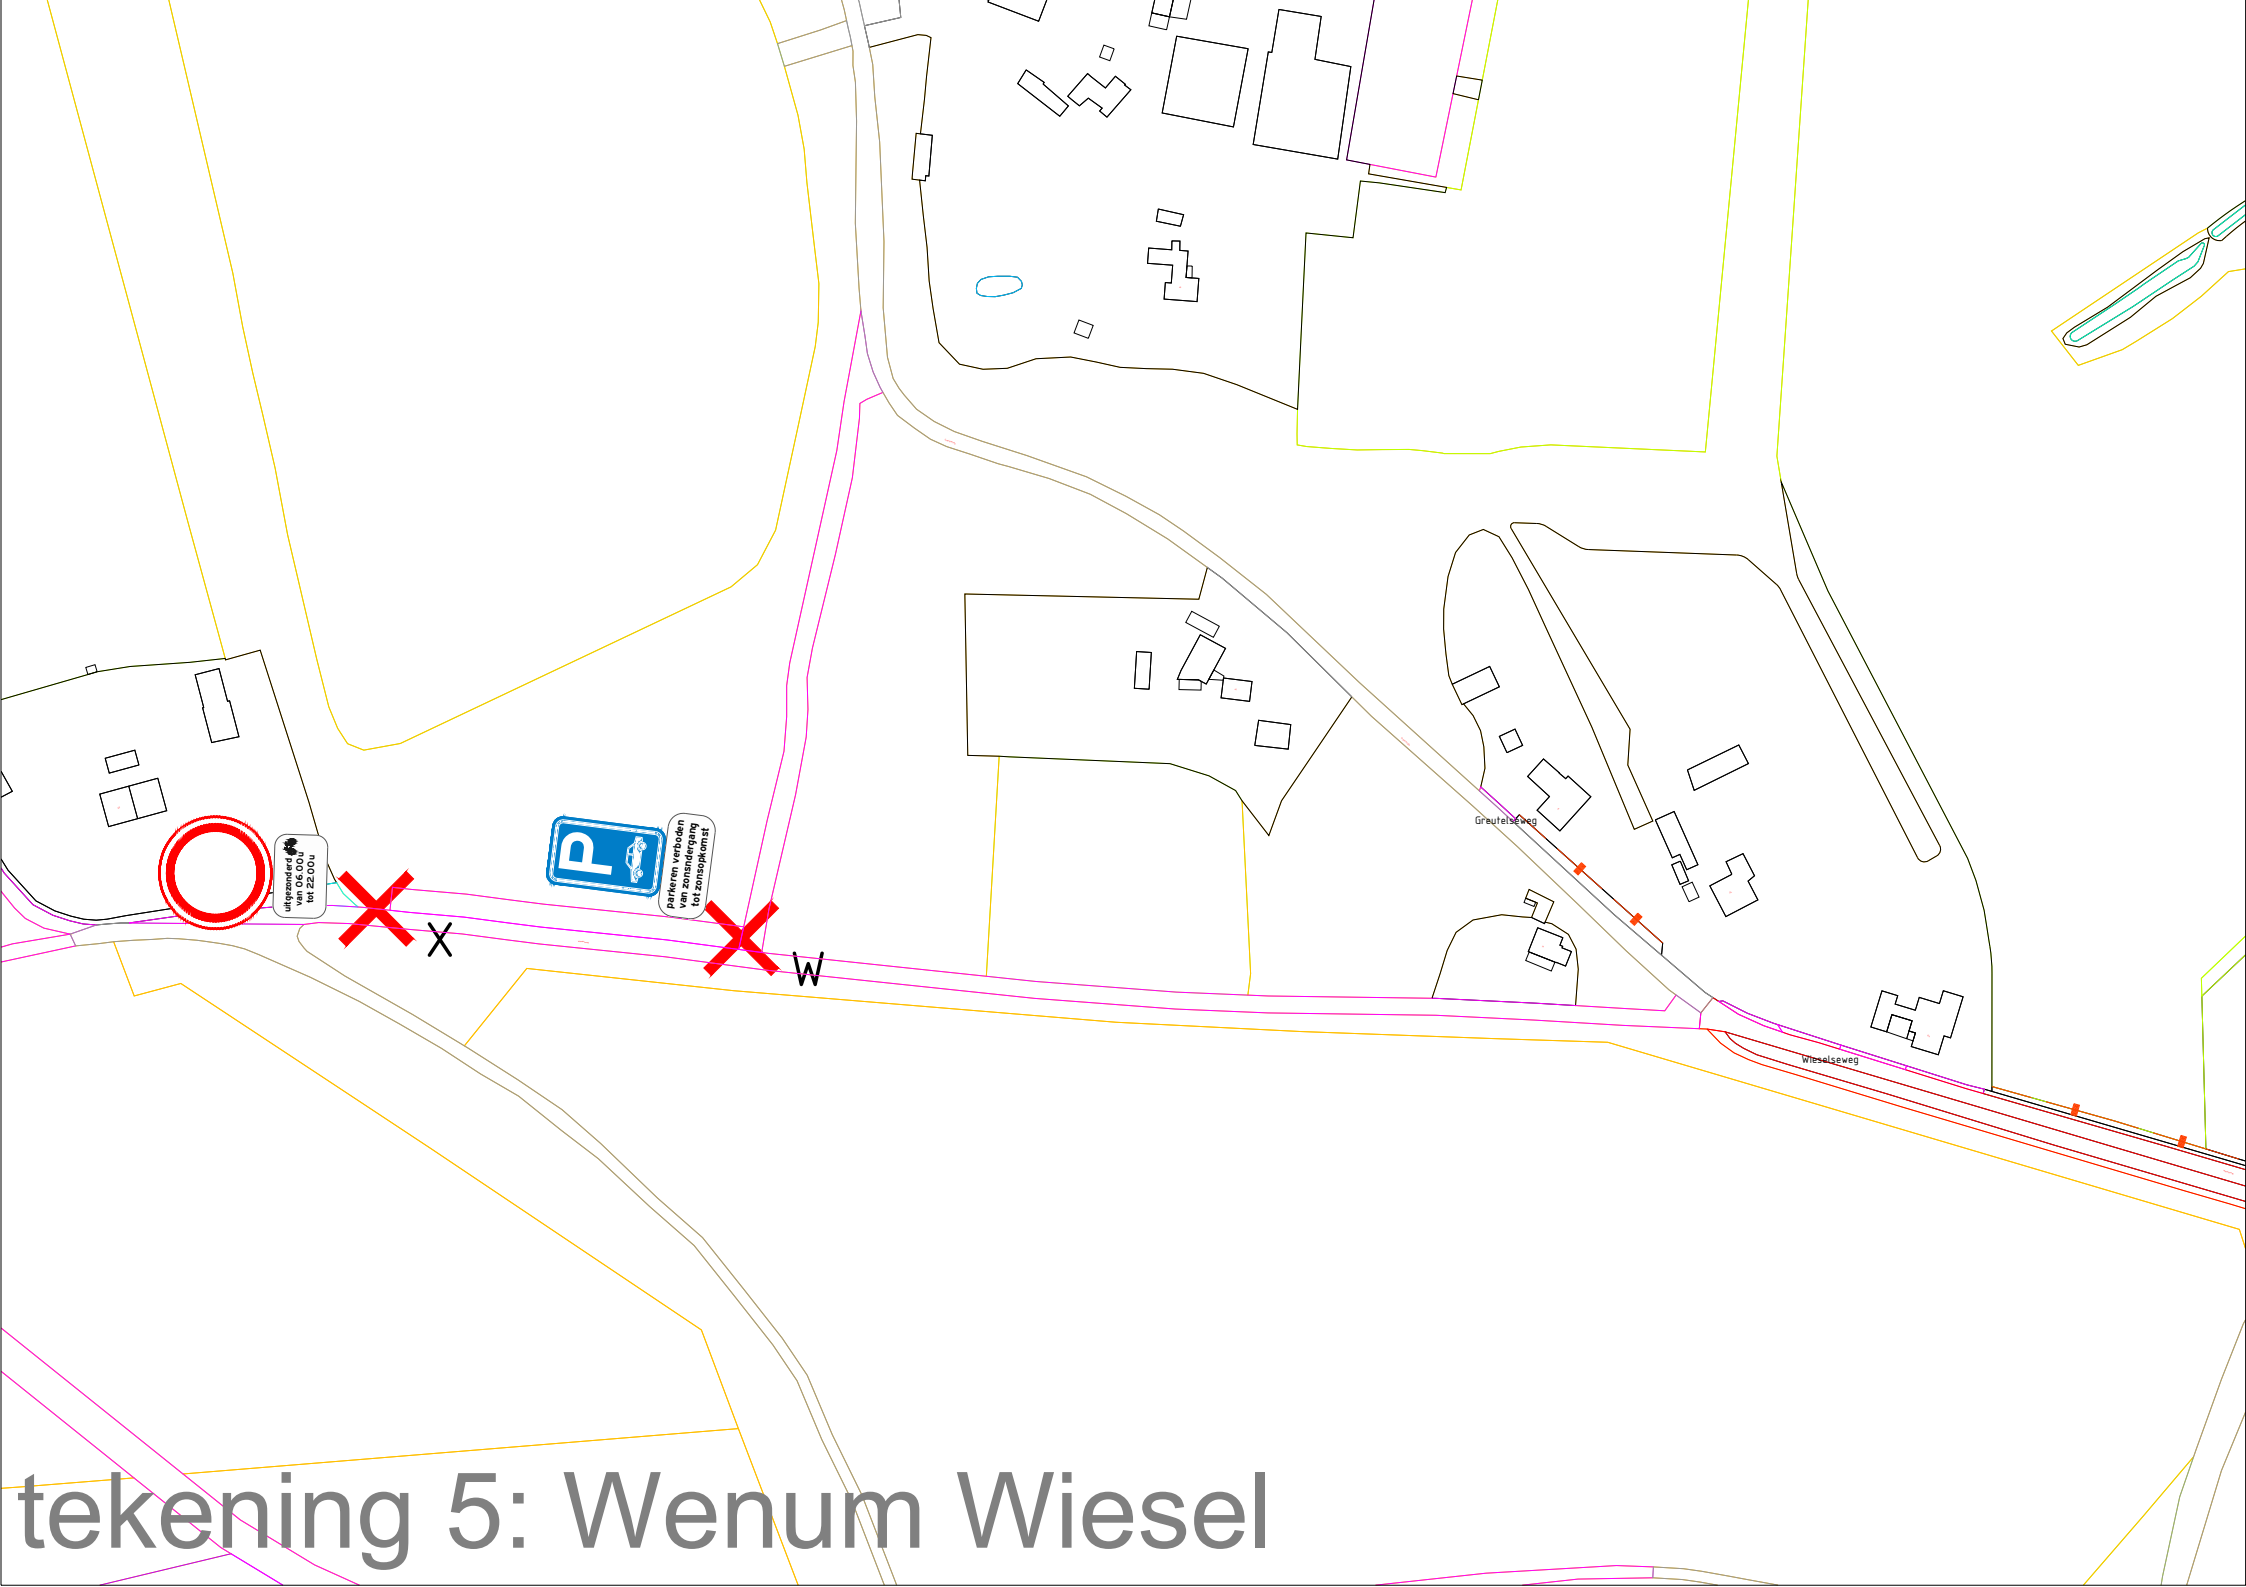 Greutelseweg
P
parkeren verboden
van zonsondergang
tot zonsopkomst
uitgezonderd
van 06.00u
tot 22.00u
X
W
Wieselseweg
tekening 5: Wenum Wiesel